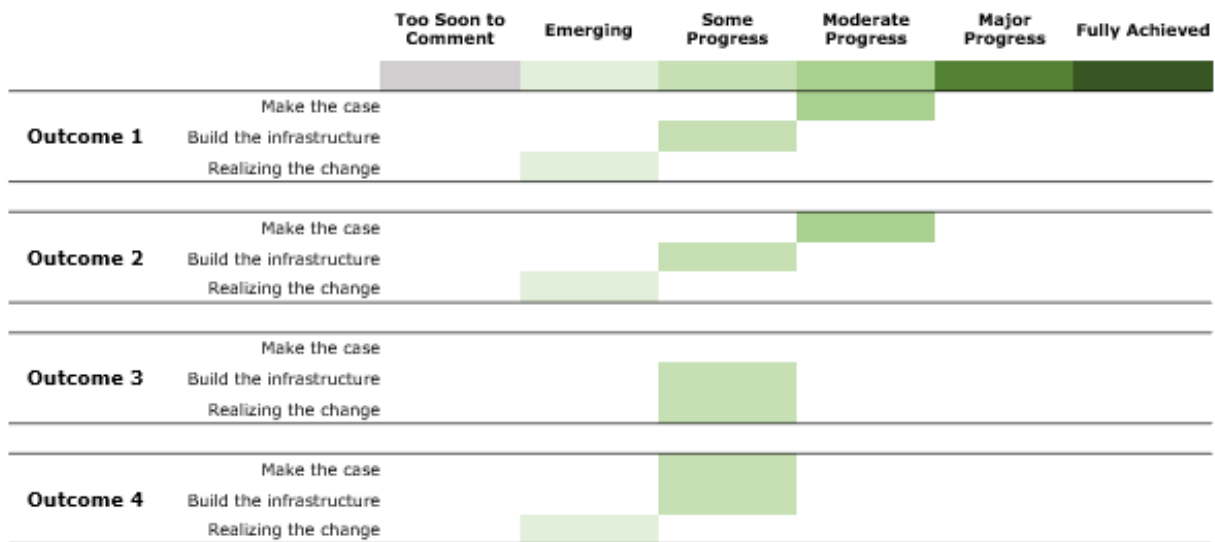 Too Soon to Comment Emerging Some Progress Moderate Progress Major Progress Fully Achieved
Make the case
Outcome 1 Build the infrastructure
Realizing the change
Make the case
Outcome 2 Build the infrastructure
Realizing the change
Make the case
Outcome 3 Build the infrastructure
Realizing the change
Make the case
Outcome 4 Build the infrastructure
Realizing the change